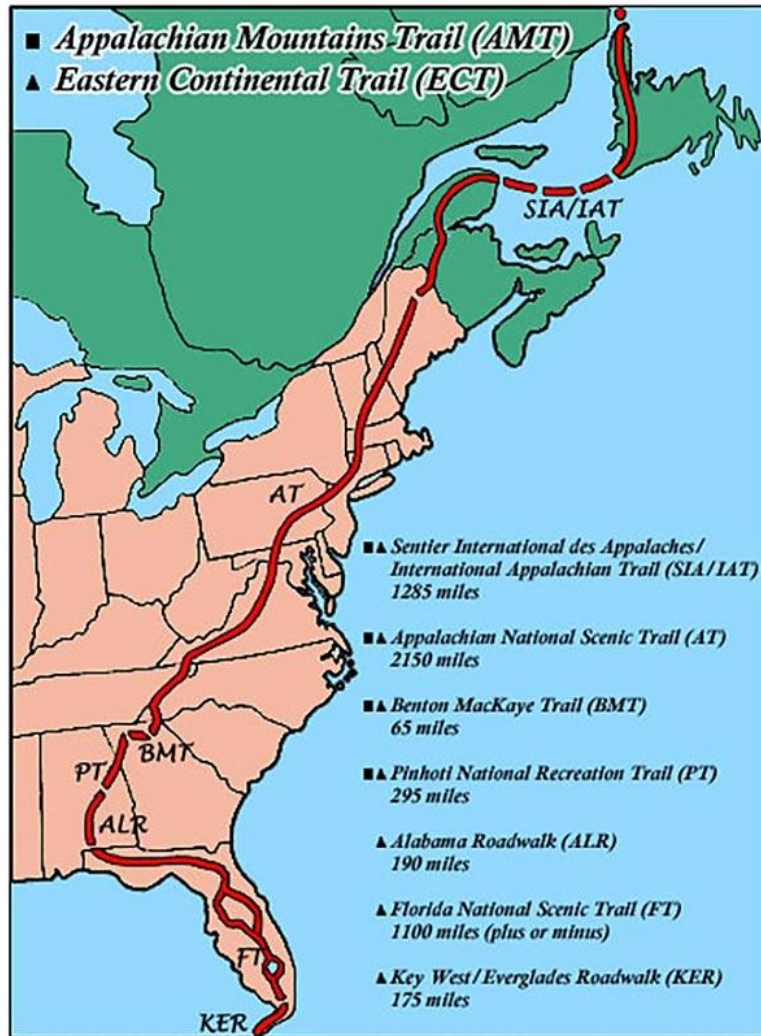 ■ Appalachian Mountains Trail (AMT)
▲ Eastern Continental Trail (ECT)
SIA/IAT
AT
■▲ Sentier International des Appalaches/
International Appalachian Trail (SIA/IAT)
1285 miles
■▲ Appalachian National Scenic Trail (AT)
2150 miles
■▲ Benton MacKaye Trail (BMT)
65 miles
BMT
PT
■▲ Pinhoti National Recreation Trail (PT)
295 miles
ALR
▲ Alabama Roadwalk (ALR)
190 miles
▲ Florida National Scenic Trail (FT)
1100 miles (plus or minus)
FT
▲ Key West/Everglades Roadwalk (KER)
175 miles
KER